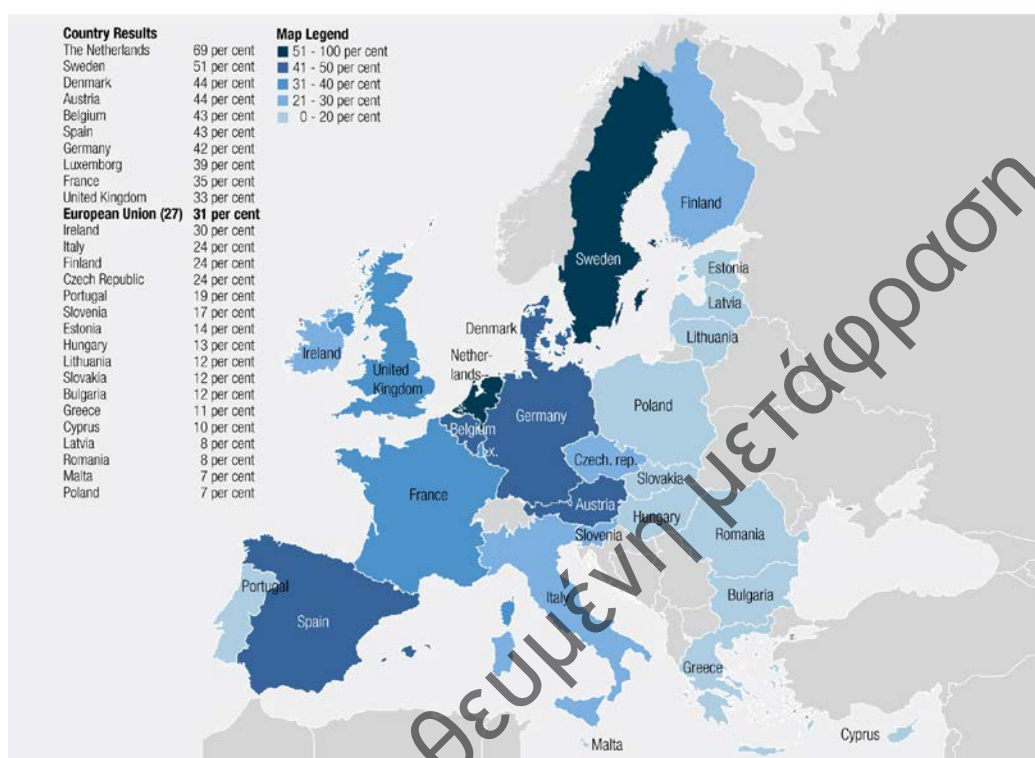 Country Results
The Netherlands 69 per cent
Sweden 51 per cent
Denmark 44 per cent
Austria 44 per cent
Belgium 43 per cent
Spain 43 per cent
Germany 42 per cent
Luxemborg 39 per cent
France 35 per cent
United Kingdom 33 per cent
European Union (27) 31 per cent
Ireland 30 per cent
Italy 24 per cent
Finland 24 per cent
Czech Republic 24 per cent
Portugal 19 per cent
Slovenia 17 per cent
Estonia 14 per cent
Hungary 13 per cent
Lithuania 12 per cent
Slovakia 12 per cent
Bulgaria 12 per cent
Greece 11 per cent
Cyprus 10 per cent
Latvia 8 per cent
Romania 8 per cent
Malta 7 per cent
Poland 7 per cent
Map Legend
51 - 100 per cent
41 - 50 per cent
31 - 40 per cent
21 - 30 per cent
0 - 20 per cent
Finland
Sweden
Estonia
Latvia
Lithuania
Denmark
Nether-
lands
Ireland
United
Kingdom
Poland
Germany
Belgium
Czech. rep.
Slovakia
France
Austria
Hungary
Slovenia
Romania
Portugal
Italy
Bulgaria
Spain
Greece
Cyprus
Malta
θευμένη μετάφραση